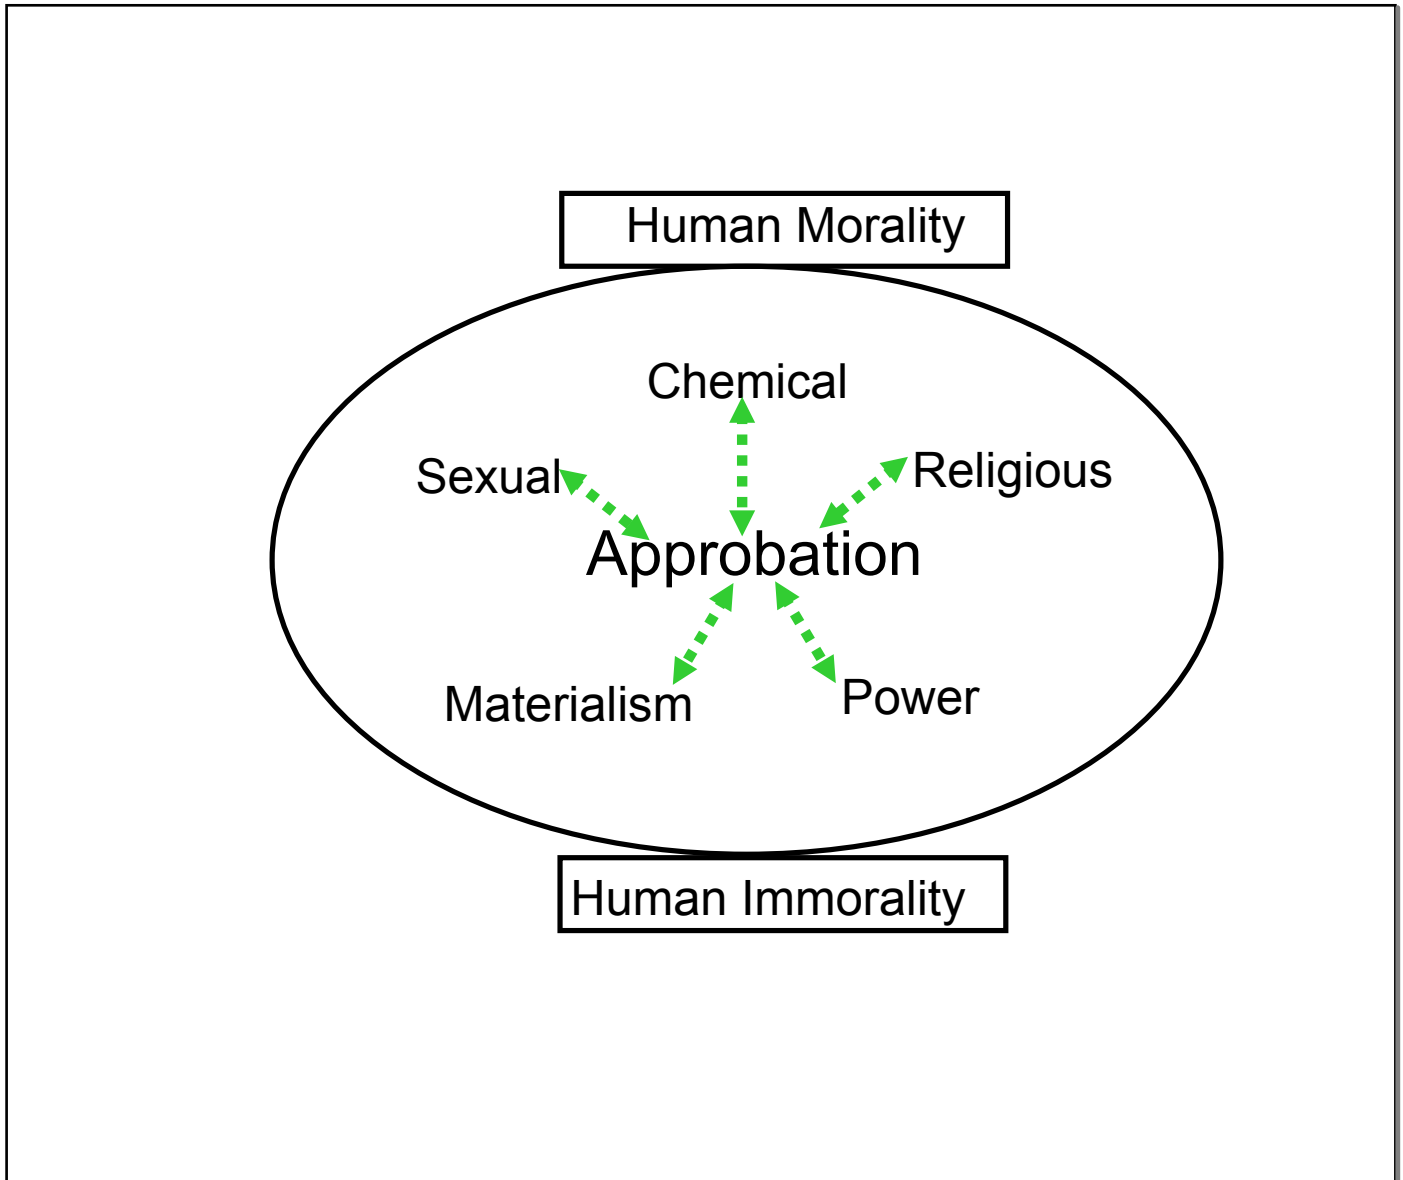 Human Morality
Chemical
Sexual
Religious
Approbation
Materialism
Power
Human Immorality